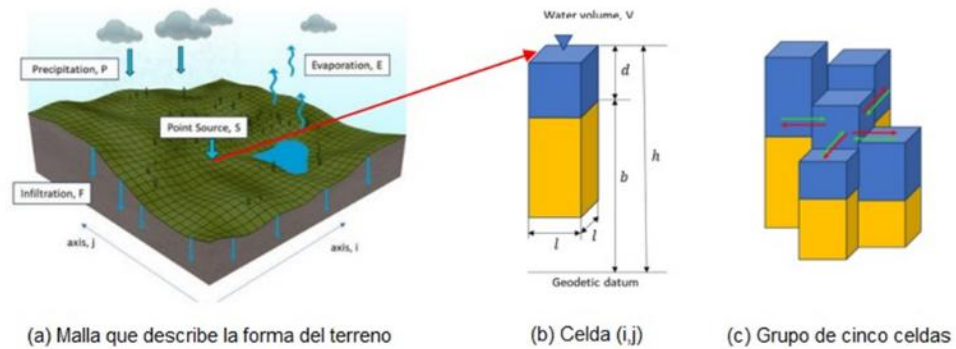 Water volume, V
Precipitation, P
Evaporation, E
Point Source, S
Infiltration, F
axis, j
axis, i
d
h
b
l
l
Geodetic datum
(a) Malla que describe la forma del terreno
(b) Celda (i,j)
(c) Grupo de cinco celdas